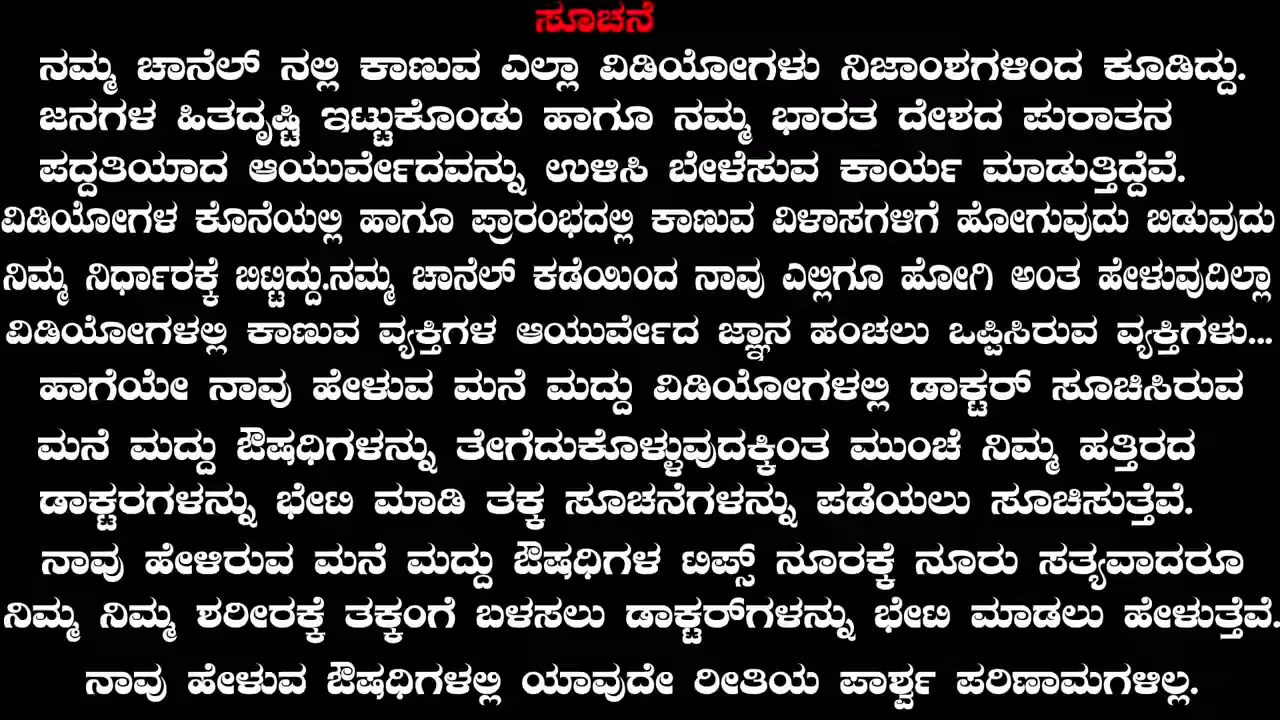 ಸೂಚನೆ
ನಮ್ಮ ಚಾನೆಲ್ ನಲ್ಲಿ ಕಾಣುವ ಎಲ್ಲಾ ವಿಡಿಯೋಗಳು ನಿಜಾಂಶಗಳಿಂದ ಕೂಡಿದ್ದು.
ಜನಗಳ ಹಿತದೃಷ್ಟಿ ಇಟ್ಟುಕೊಂಡು ಹಾಗೂ ನಮ್ಮ ಭಾರತ ದೇಶದ ಪುರಾತನ
ಪದ್ದತಿಯಾದ ಆಯುರ್ವೇದವನ್ನು ಉಳಿಸಿ ಬೇಳೆಸುವ ಕಾರ್ಯ ಮಾಡುತ್ತಿದ್ದೆವೆ.
ವಿಡಿಯೋಗಳ ಕೊನೆಯಲ್ಲಿ ಹಾಗೂ ಪ್ರಾರಂಭದಲ್ಲಿ ಕಾಣುವ ವಿಳಾಸಗಳಿಗೆ ಹೋಗುವುದು ಬಿಡುವುದು
ನಿಮ್ಮ ನಿರ್ಧಾರಕ್ಕೆ ಬಿಟ್ಟಿದ್ದು.ನಮ್ಮ ಚಾನೆಲ್ ಕಡೆಯಿಂದ ನಾವು ಎಲ್ಲಿಗೂ ಹೋಗಿ ಅಂತ ಹೇಳುವುದಿಲ್ಲಾ
ವಿಡಿಯೋಗಳಲ್ಲಿ ಕಾಣುವ ವ್ಯಕ್ತಿಗಳ ಆಯುರ್ವೇದ ಜ್ಞಾನ ಹಂಚಲು ಒಪ್ಪಿಸಿರುವ ವ್ಯಕ್ತಿಗಳು...
ಹಾಗೆಯೇ ನಾವು ಹೇಳುವ ಮನೆ ಮದ್ದು ವಿಡಿಯೋಗಳಲ್ಲಿ ಡಾಕ್ಟರ್ ಸೂಚಿಸಿರುವ
ಮನೆ ಮದ್ದು ಔಷಧಿಗಳನ್ನು ತೇಗೆದುಕೊಳ್ಳುವುದಕ್ಕಿಂತ ಮುಂಚೆ ನಿಮ್ಮ ಹತ್ತಿರದ
ಡಾಕ್ಟರಗಳನ್ನು ಭೇಟಿ ಮಾಡಿ ತಕ್ಕ ಸೂಚನೆಗಳನ್ನು ಪಡೆಯಲು ಸೂಚಿಸುತ್ತೆವೆ.
ನಾವು ಹೇಳಿರುವ ಮನೆ ಮದ್ದು ಔಷಧಿಗಳ ಟಿಪ್ಸ್ ನೂರಕ್ಕೆ ನೂರು ಸತ್ಯವಾದರೂ
ನಿಮ್ಮ ನಿಮ್ಮ ಶರೀರಕ್ಕೆ ತಕ್ಕಂಗೆ ಬಳಸಲು ಡಾಕ್ಟರ್‌ಗಳನ್ನು ಭೇಟಿ ಮಾಡಲು ಹೇಳುತ್ತೆವೆ.
ನಾವು ಹೇಳುವ ಔಷಧಿಗಳಲ್ಲಿ ಯಾವುದೇ ರೀತಿಯ ಪಾರ್ಶ್ವ ಪರಿಣಾಮಗಳಿಲ್ಲ.